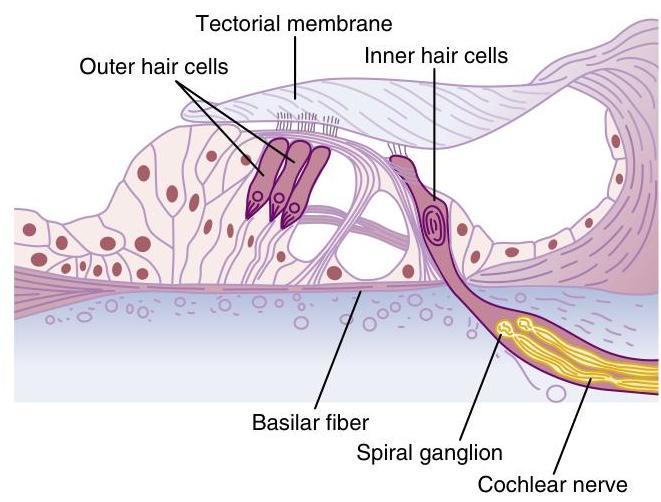 Tectorial membrane
Inner hair cells
Outer hair cells
Basilar fiber
Spiral ganglion
Cochlear nerve